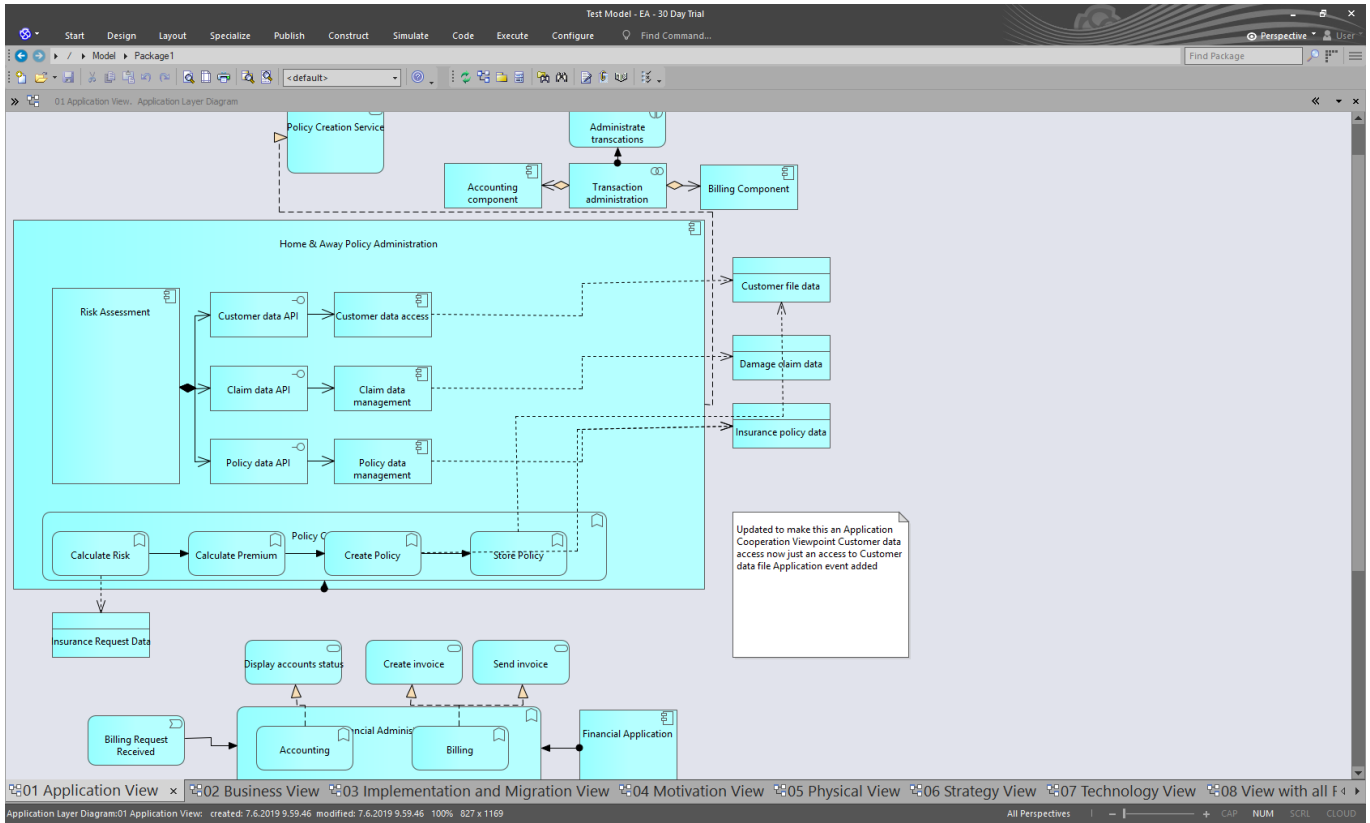 Test Model - EA - 30 Day Trial
Start Design Layout Specialize Publish Construct Simulate Code Execute Configure Find Command...
Perspective User
/ Model Package1
Find Package
<default>
01 Application View. Application Layer Diagram
Policy Creation Service
Administrate
transcations
Accounting
component
Transaction
administration
Billing Component
Home & Away Policy Administration
Risk Assessment
Customer data API
Customer data access
Customer file data
Claim data API
Claim data
management
Damage claim data
Insurance policy data
Policy data API
Policy data
management
Policy C
Calculate Risk
Calculate Premium
Create Policy
Store Policy
Updated to make this an Application
Cooperation Viewpoint Customer data
access now just an access to Customer
data file Application event added
Insurance Request Data
Display accounts status
Create invoice
Send invoice
Billing Request
Received
ncial Adminis
Accounting
Billing
Financial Application
01 Application View × 02 Business View 03 Implementation and Migration View 04 Motivation View 05 Physical View 06 Strategy View 07 Technology View 08 View with all F
Application Layer Diagram:01 Application View: created: 7.6.2019 9.59.46 modified: 7.6.2019 9.59.46 100% 827 x 1169
All Perspectives CAP NUM SCRL CLOUD